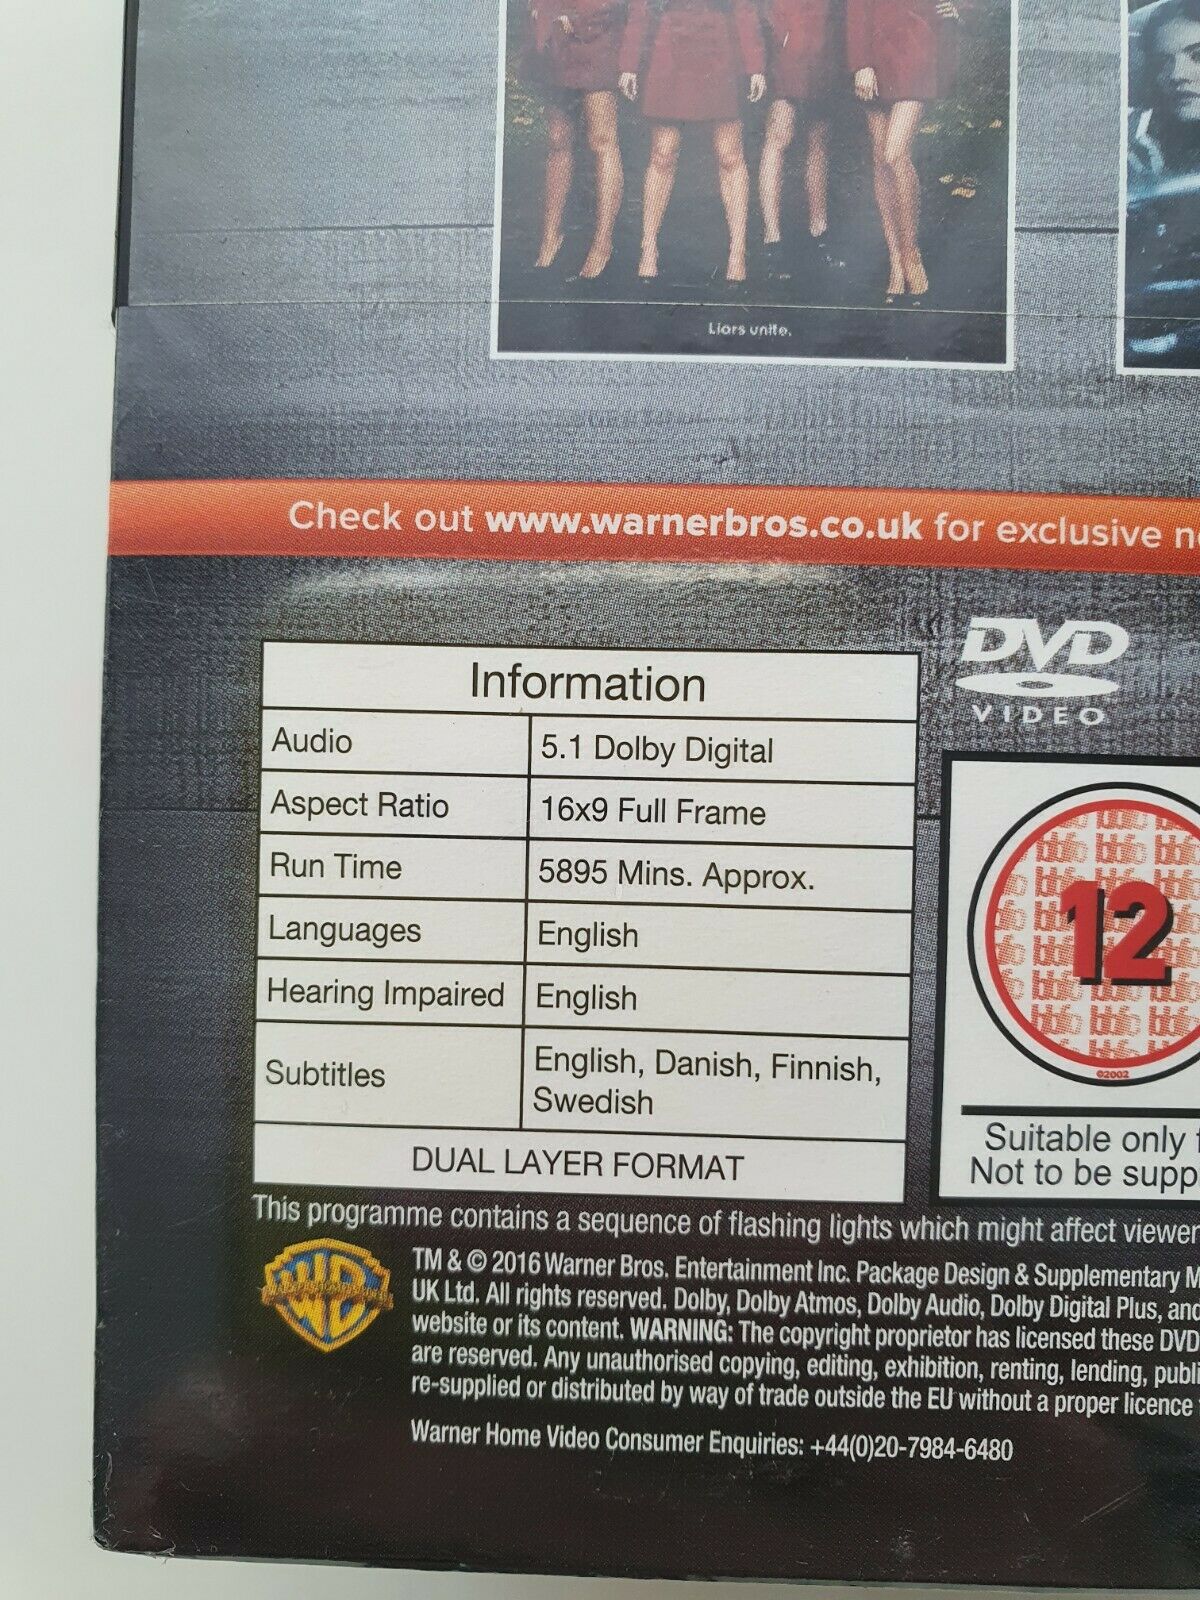 Liars unite.
Check out www.warnerbros.co.uk for exclusive
DVD
VIDEO
Information
Audio 5.1 Dolby Digital
Aspect Ratio 16x9 Full Frame
Run Time 5895 Mins. Approx.
Languages English
Hearing Impaired English
Subtitles English, Danish, Finnish,
Swedish
DUAL LAYER FORMAT
12
©2002
Suitable only
Not to be
This programme contains a sequence of flashing lights which might affect
WB
TM & © 2016 Warner Bros. Entertainment Inc. Package Design & Supplementary
UK Ltd. All rights reserved. Dolby, Dolby Atmos, Dolby Audio, Dolby Digital Plus, and
website or its content. WARNING: The copyright proprietor has licensed these DVD
are reserved. Any unauthorised copying, editing, exhibition, renting, lending,
re-supplied or distributed by way of trade outside the EU without a proper licence
Warner Home Video Consumer Enquiries: +44(0)20-7984-6480